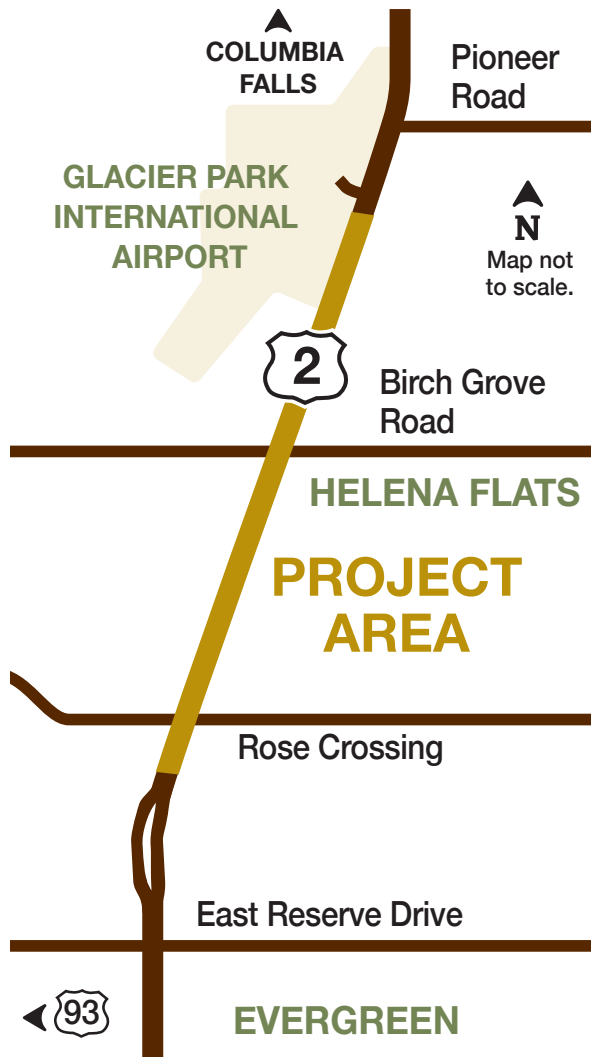 COLUMBIA
FALLS
Pioneer
Road
GLACIER PARK
INTERNATIONAL
AIRPORT
N
Map not
to scale.
2
Birch Grove
Road
HELENA FLATS
PROJECT
AREA
Rose Crossing
East Reserve Drive
93
EVERGREEN